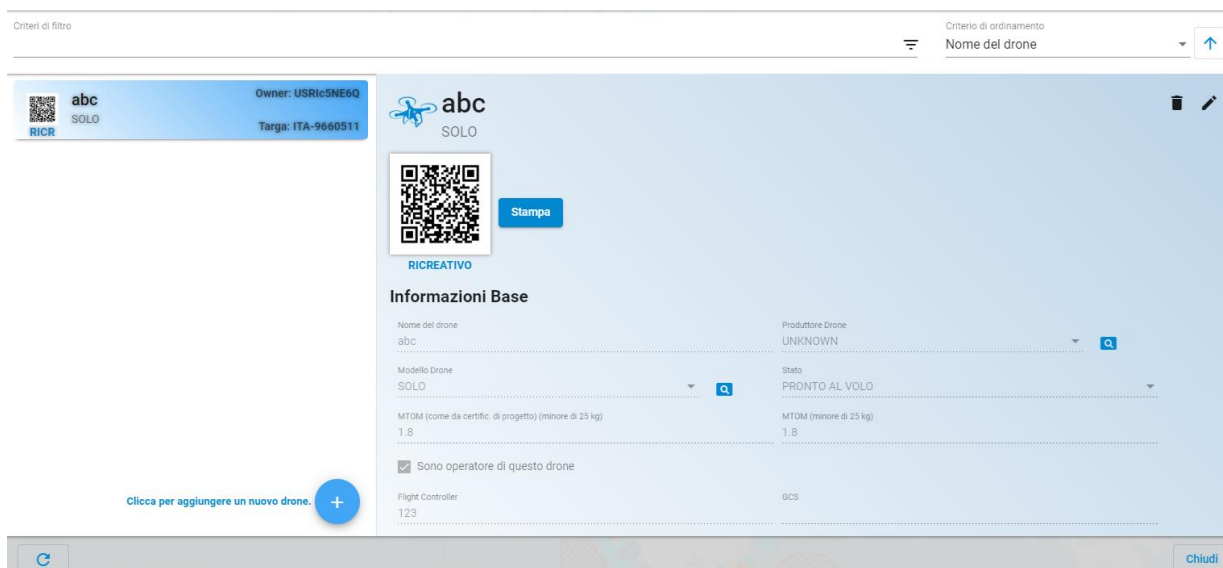 Criteri di filtro
Criterio di ordinamento
Nome del drone
abc
Owner: USRIc5NE6Q
SOLO
Targa: ITA-9660511
RICR
abc
SOLO
Stampa
RICREATIVO
Informazioni Base
Nome del drone
abc
Produttore Drone
UNKNOWN
Modello Drone
SOLO
Stato
PRONTO AL VOLO
MTOM (come da certific. di progetto) (minore di 25 kg)
1.8
MTOM (minore di 25 kg)
1.8
Sono operatore di questo drone
Flight Controller
123
GCS
Clicca per aggiungere un nuovo drone.
Chiudi